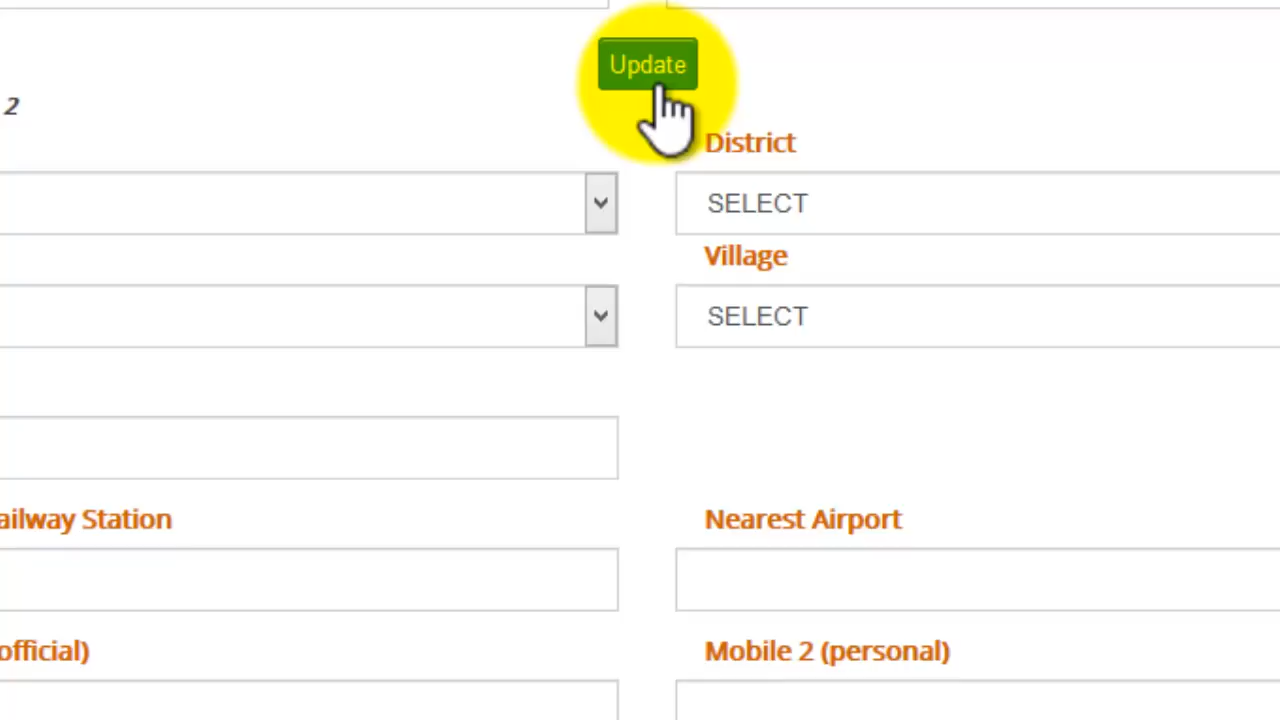 Update
2
District
SELECT
Village
SELECT
ailway Station
Nearest Airport
official)
Mobile 2 (personal)